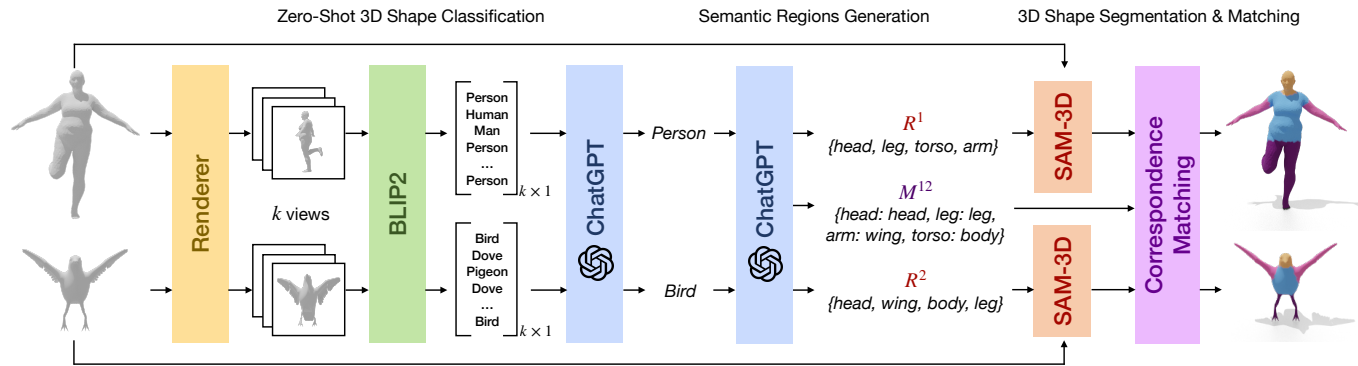 Zero-Shot 3D Shape Classification
Semantic Regions Generation
3D Shape Segmentation & Matching
Renderer
k views
BLIP2
Person
Human
Man
Person
...
Person
k × 1
Bird
Dove
Pigeon
Dove
...
Bird
k × 1
ChatGPT
Person
Bird
ChatGPT
R¹
{head, leg, torso, arm}
M¹²
{head: head, leg: leg,
arm: wing, torso: body}
R²
{head, wing, body, leg}
SAM-3D
SAM-3D
Correspondence
Matching